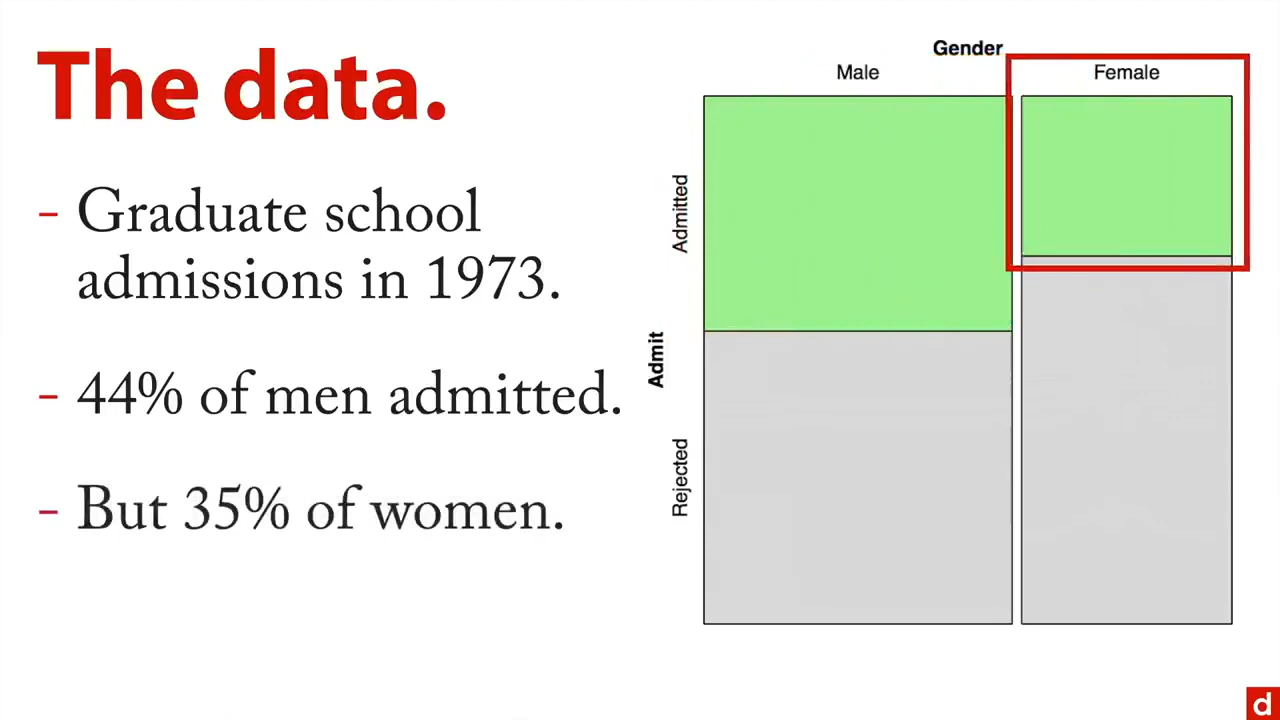 The data.
- Graduate school
admissions in 1973.
- 44% of men admitted.
- But 35% of women.
Gender
Male
Female
Admit
Admitted
Rejected
d